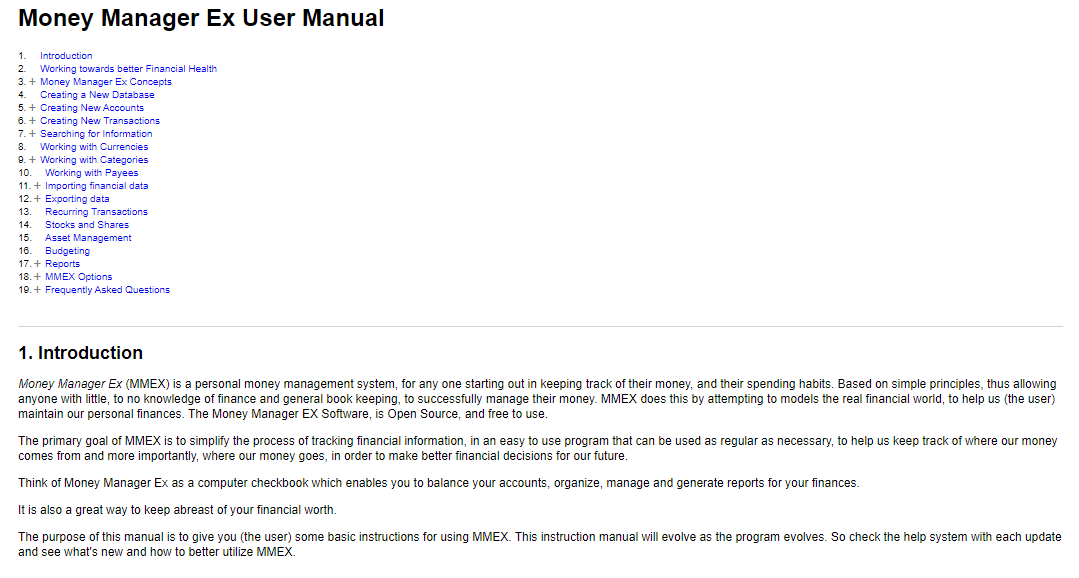 Money Manager Ex User Manual
1. Introduction
2. Working towards better Financial Health
3. + Money Manager Ex Concepts
4. Creating a New Database
5. + Creating New Accounts
6. + Creating New Transactions
7. + Searching for Information
8. Working with Currencies
9. + Working with Categories
10. Working with Payees
11. + Importing financial data
12. + Exporting data
13. Recurring Transactions
14. Stocks and Shares
15. Asset Management
16. Budgeting
17. + Reports
18. + MMEX Options
19. + Frequently Asked Questions
1. Introduction
Money Manager Ex (MMEX) is a personal money management system, for any one starting out in keeping track of their money, and their spending habits. Based on simple principles, thus allowing
anyone with little, to no knowledge of finance and general book keeping, to successfully manage their money. MMEX does this by attempting to models the real financial world, to help us (the user)
maintain our personal finances. The Money Manager EX Software, is Open Source, and free to use.
The primary goal of MMEX is to simplify the process of tracking financial information, in an easy to use program that can be used as regular as necessary, to help us keep track of where our money
comes from and more importantly, where our money goes, in order to make better financial decisions for our future.
Think of Money Manager Ex as a computer checkbook which enables you to balance your accounts, organize, manage and generate reports for your finances.
It is also a great way to keep abreast of your financial worth.
The purpose of this manual is to give you (the user) some basic instructions for using MMEX. This instruction manual will evolve as the program evolves. So check the help system with each update
and see what's new and how to better utilize MMEX.